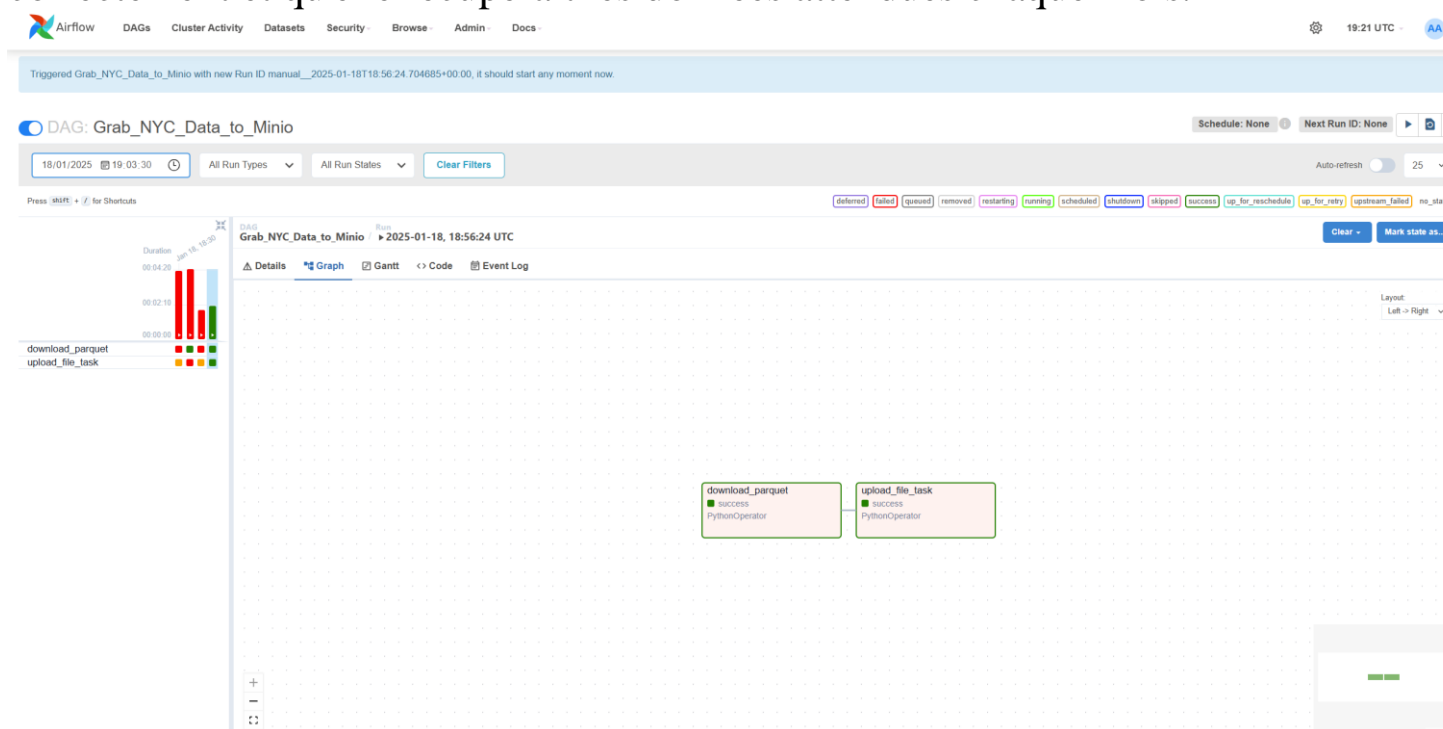 Airflow DAGs Cluster Activity Datasets Security Browse Admin Docs 19:21 UTC AA
Triggered Grab_NYC_Data_to_Minio with new Run ID manual__2025-01-18T18:56:24.704685+00:00, it should start any moment now.
DAG: Grab_NYC_Data_to_Minio Schedule: None Next Run ID: None
18/01/2025 19:03:30 All Run Types All Run States Clear Filters Auto-refresh 25
Press shift + / for Shortcuts deferred failed queued removed restarting running scheduled shutdown skipped success up_for_reschedule up_for_retry upstream_failed
DAG Run
Grab_NYC_Data_to_Minio / 2025-01-18, 18:56:24 UTC Clear Mark state as...
Duration Jan 18, 18:30
00:04:20
00:02:10
00:00:00
Details Graph Gantt <> Code Event Log
Layout:
Left -> Right
download_parquet
upload_file_task
download_parquet upload_file_task
success success
PythonOperator PythonOperator